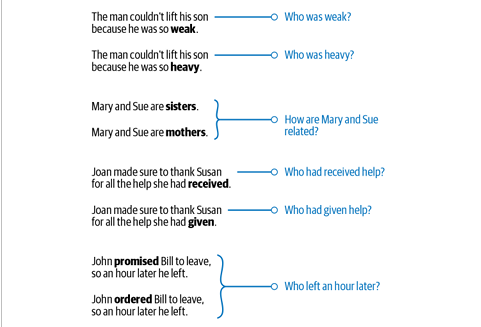 The man couldn't lift his son
because he was so weak.
Who was weak?
The man couldn't lift his son
because he was so heavy.
Who was heavy?
Mary and Sue are sisters.
Mary and Sue are mothers.
How are Mary and Sue
related?
Joan made sure to thank Susan
for all the help she had received.
Who had received help?
Joan made sure to thank Susan
for all the help she had given.
Who had given help?
John promised Bill to leave,
so an hour later he left.
John ordered Bill to leave,
so an hour later he left.
Who left an hour later?